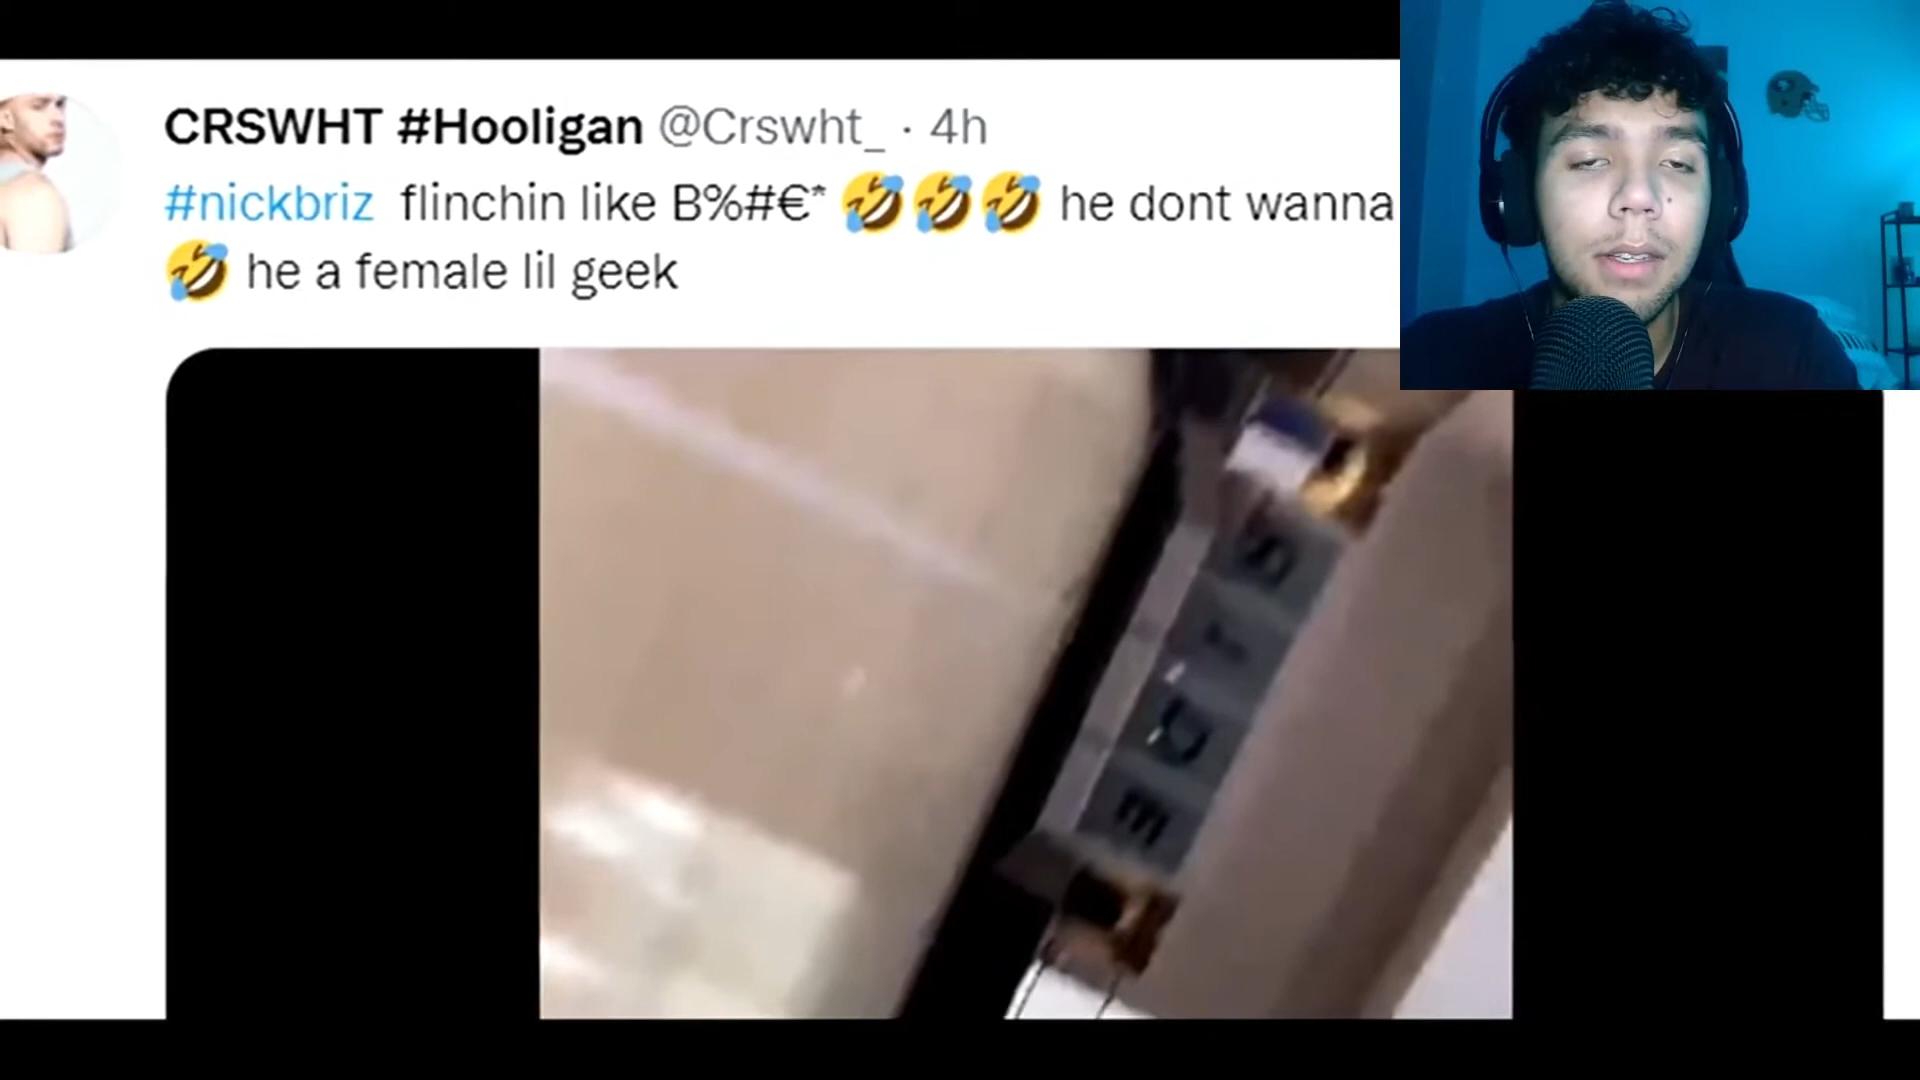 CRSWHT #Hooligan @Crswht_ · 4h
#nickbriz flinchin like B%#€* 🤣🤣🤣 he dont wanna
🤣 he a female lil geek